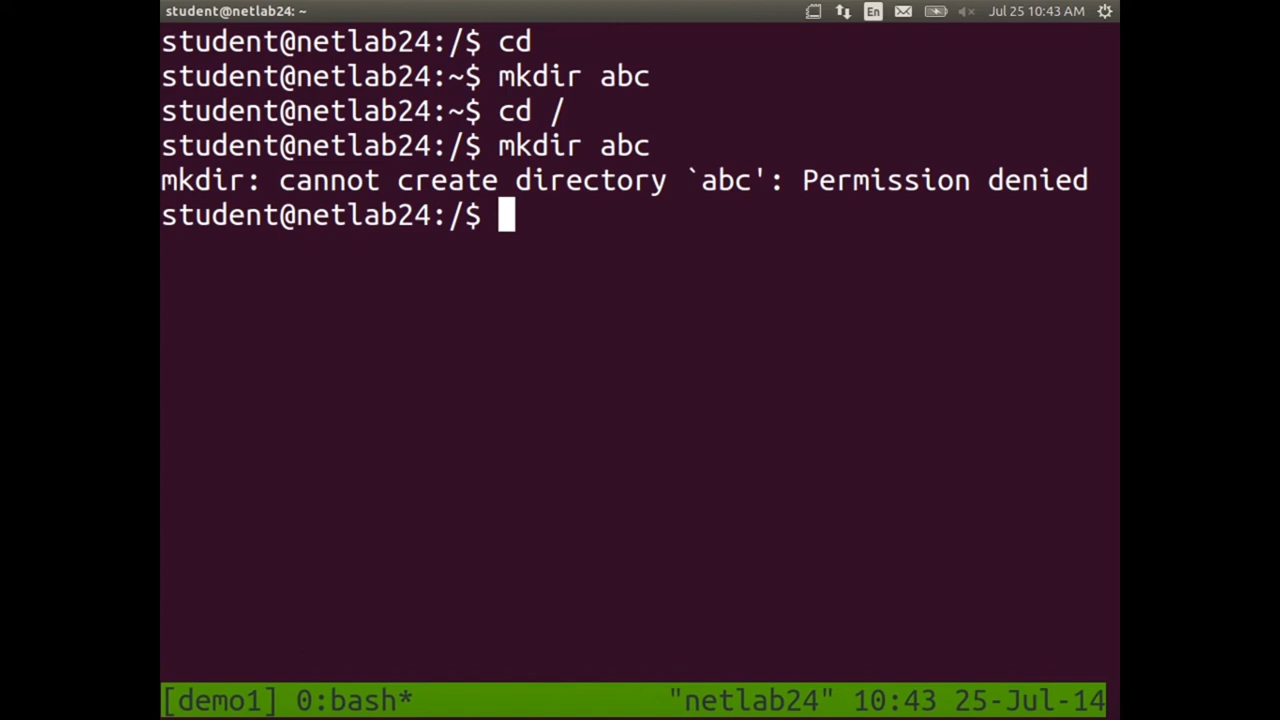 student@netlab24: ~ En Jul 25 10:43 AM
student@netlab24:/$ cd
student@netlab24:~$ mkdir abc
student@netlab24:~$ cd /
student@netlab24:/$ mkdir abc
mkdir: cannot create directory `abc': Permission denied
student@netlab24:/$
[demo1] 0:bash* "netlab24" 10:43 25-Jul-14